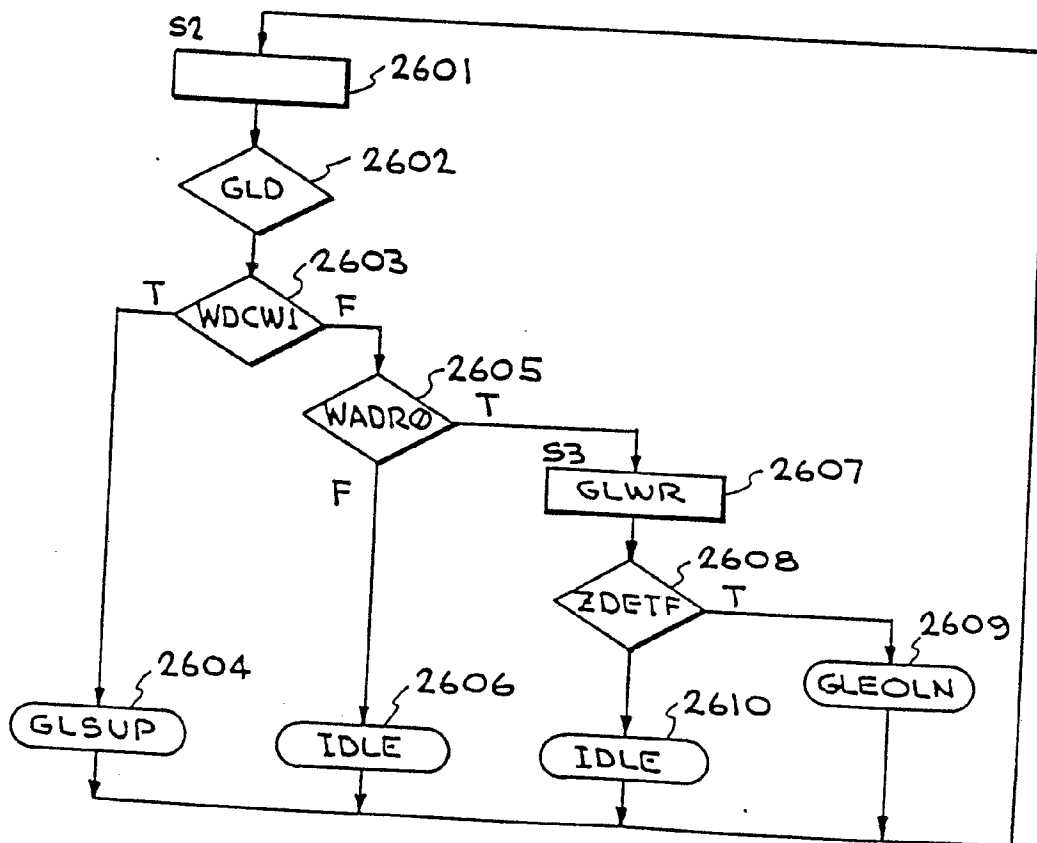 S2
2601
2602
GLD
2603
T
WDCW1
F
2605
WADRØ
T
S3
2607
GLWR
F
2608
ZDETF
T
2609
GLEOLN
2604
GLSUP
2606
IDLE
2610
IDLE